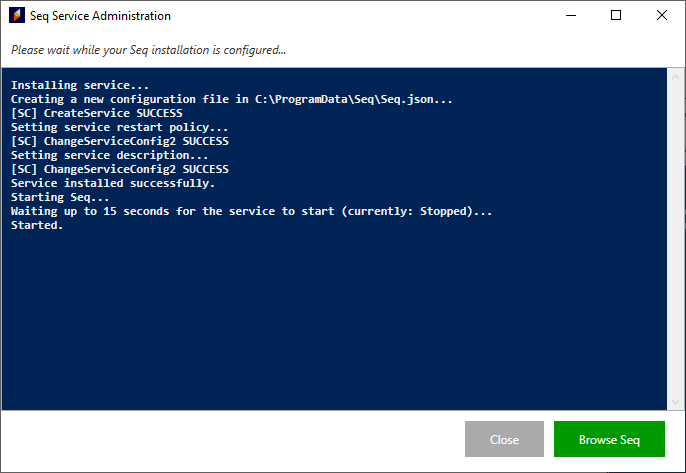 Seq Service Administration
Please wait while your Seq installation is configured...
Installing service...
Creating a new configuration file in C:\ProgramData\Seq\Seq.json...
[SC] CreateService SUCCESS
Setting service restart policy...
[SC] ChangeServiceConfig2 SUCCESS
Setting service description...
[SC] ChangeServiceConfig2 SUCCESS
Service installed successfully.
Starting Seq...
Waiting up to 15 seconds for the service to start (currently: Stopped)...
Started.
Close
Browse Seq